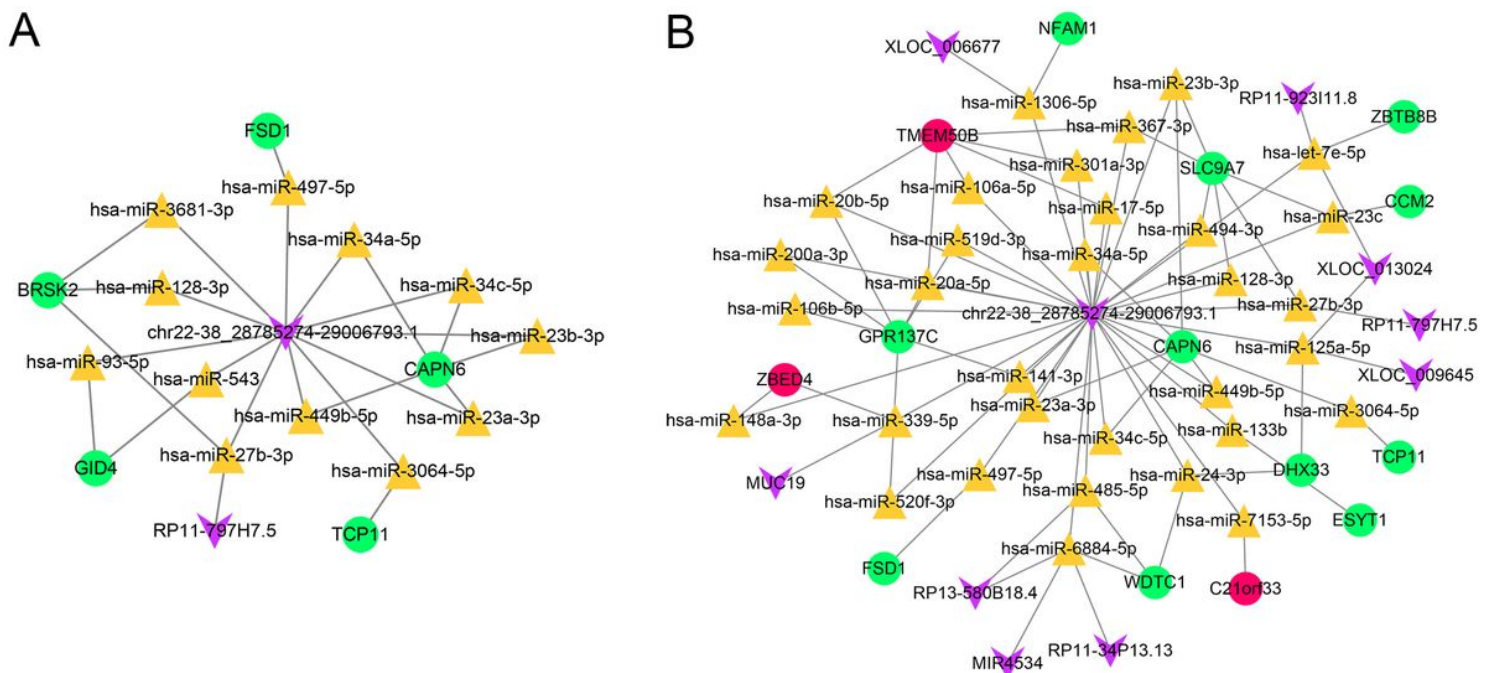 A
FSD1
hsa-miR-497-5p
hsa-miR-3681-3p
hsa-miR-34a-5p
BRSK2
hsa-miR-128-3p
hsa-miR-34c-5p
chr22-38_28785274-29006793.1
hsa-miR-23b-3p
hsa-miR-93-5p
CAPN6
hsa-miR-543
hsa-miR-449b-5p
hsa-miR-23a-3p
hsa-miR-27b-3p
GID4
hsa-miR-3064-5p
RP11-797H7.5
TCP11
B
NFAM1
XLOC_006677
hsa-miR-23b-3p
hsa-miR-1306-5p
RP11-923I11.8
ZBTB8B
TMEM50B
hsa-miR-367-3p
hsa-let-7e-5p
hsa-miR-301a-3p
SLC9A7
hsa-miR-106a-5p
hsa-miR-20b-5p
hsa-miR-17-5p
CCM2
hsa-miR-23c
hsa-miR-494-3p
hsa-miR-519d-3p
hsa-miR-200a-3p
hsa-miR-34a-5p
XLOC_013024
hsa-miR-20a-5p
hsa-miR-128-3p
hsa-miR-27b-3p
hsa-miR-106b-5p
chr22-38_28785274-29006793.1
RP11-797H7.5
GPR137C
CAPN6
hsa-miR-125a-5p
ZBED4
hsa-miR-141-3p
XLOC_009645
hsa-miR-449b-5p
hsa-miR-23a-3p
hsa-miR-3064-5p
hsa-miR-148a-3p
hsa-miR-339-5p
hsa-miR-133b
hsa-miR-34c-5p
TCP11
MUC19
hsa-miR-497-5p
hsa-miR-24-3p
DHX33
hsa-miR-485-5p
hsa-miR-520f-3p
hsa-miR-7153-5p
ESYT1
hsa-miR-6884-5p
FSD1
RP13-580B18.4
WDTC1
C21orf33
RP11-34P13.13
MIR4534